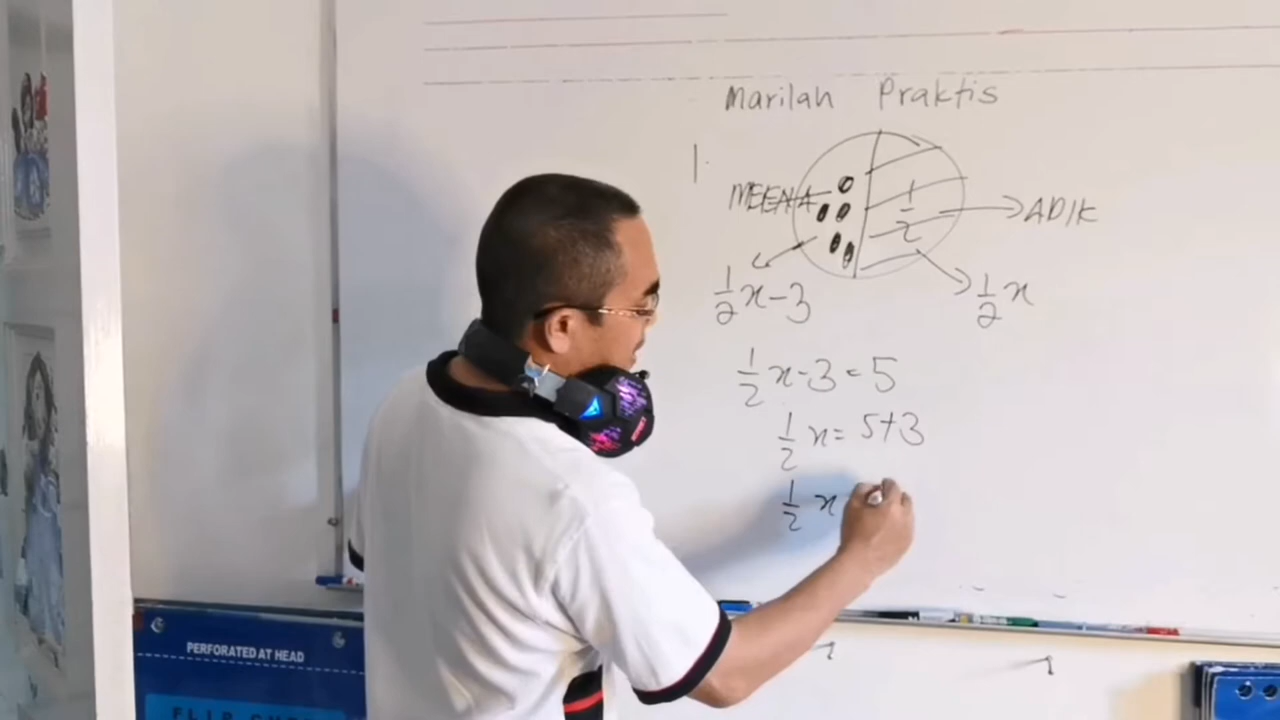 Marilah Praktis
1.
MEENA
1/2
ADIK
1/2 x - 3
1/2 x
1/2 x - 3 = 5
1/2 x = 5 + 3
1/2 x
PERFORATED AT HEAD